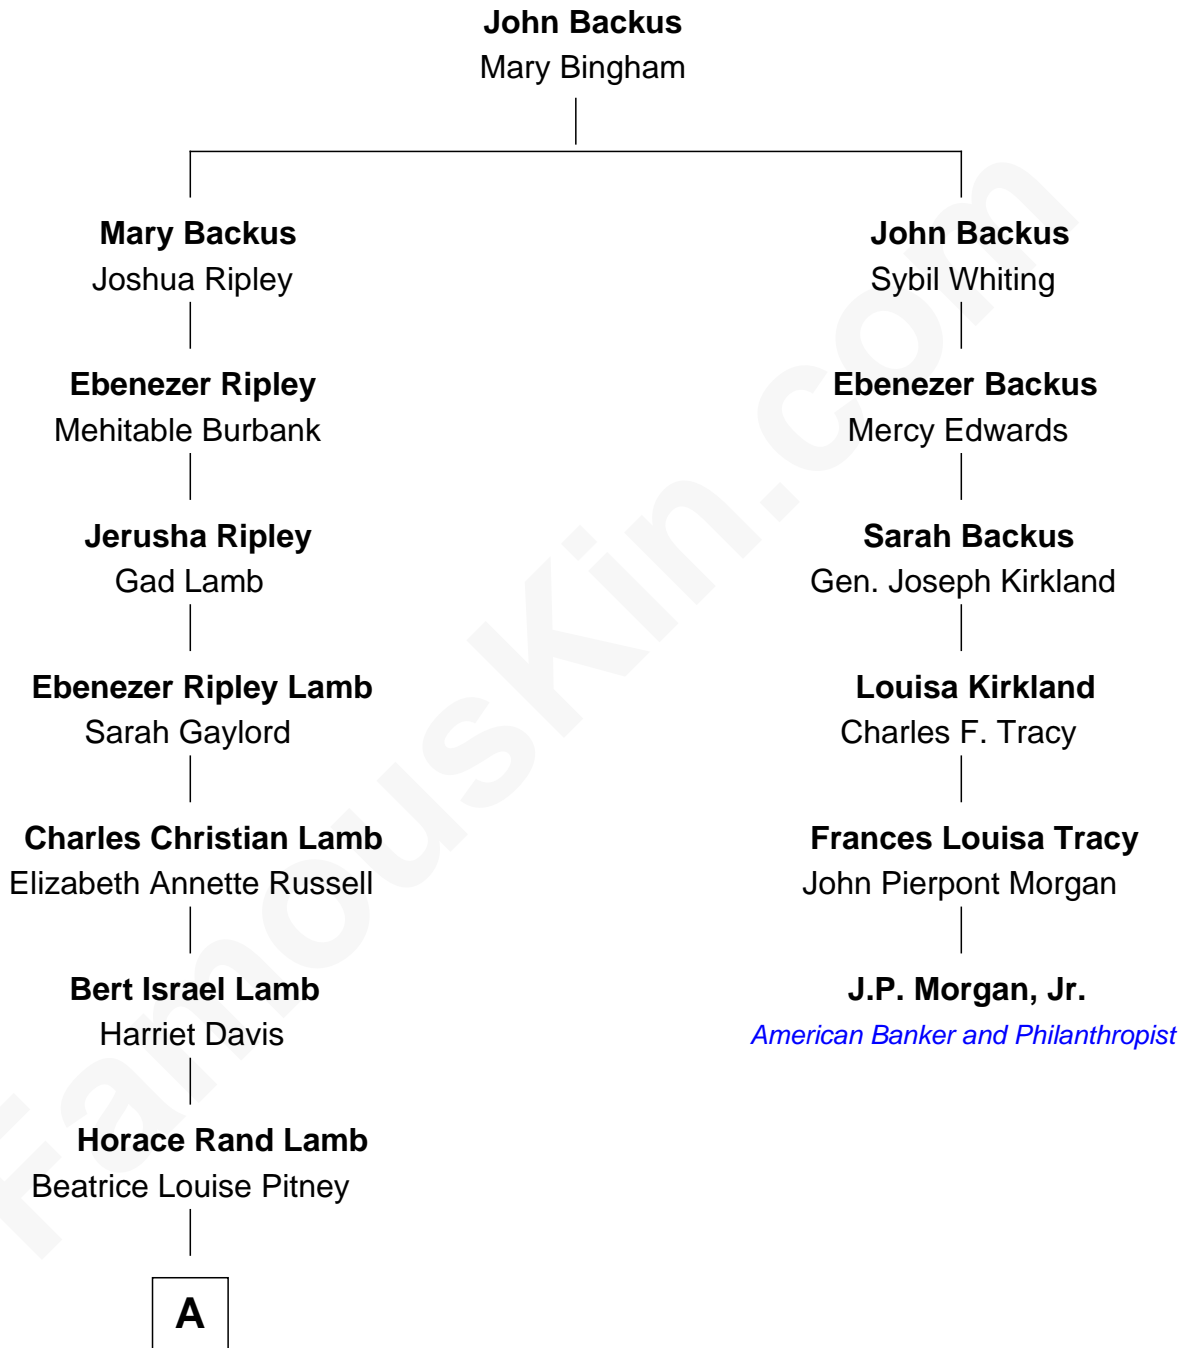 John Backus
Mary Bingham
Mary Backus
Joshua Ripley
John Backus
Sybil Whiting
Ebenezer Ripley
Mehitable Burbank
Ebenezer Backus
Mercy Edwards
Jerusha Ripley
Gad Lamb
Sarah Backus
Gen. Joseph Kirkland
Ebenezer Ripley Lamb
Sarah Gaylord
Louisa Kirkland
Charles F. Tracy
Charles Christian Lamb
Elizabeth Annette Russell
Frances Louisa Tracy
John Pierpont Morgan
Bert Israel Lamb
Harriet Davis
J.P. Morgan, Jr.
American Banker and Philanthropist
Horace Rand Lamb
Beatrice Louise Pitney
A
FamousKin.com